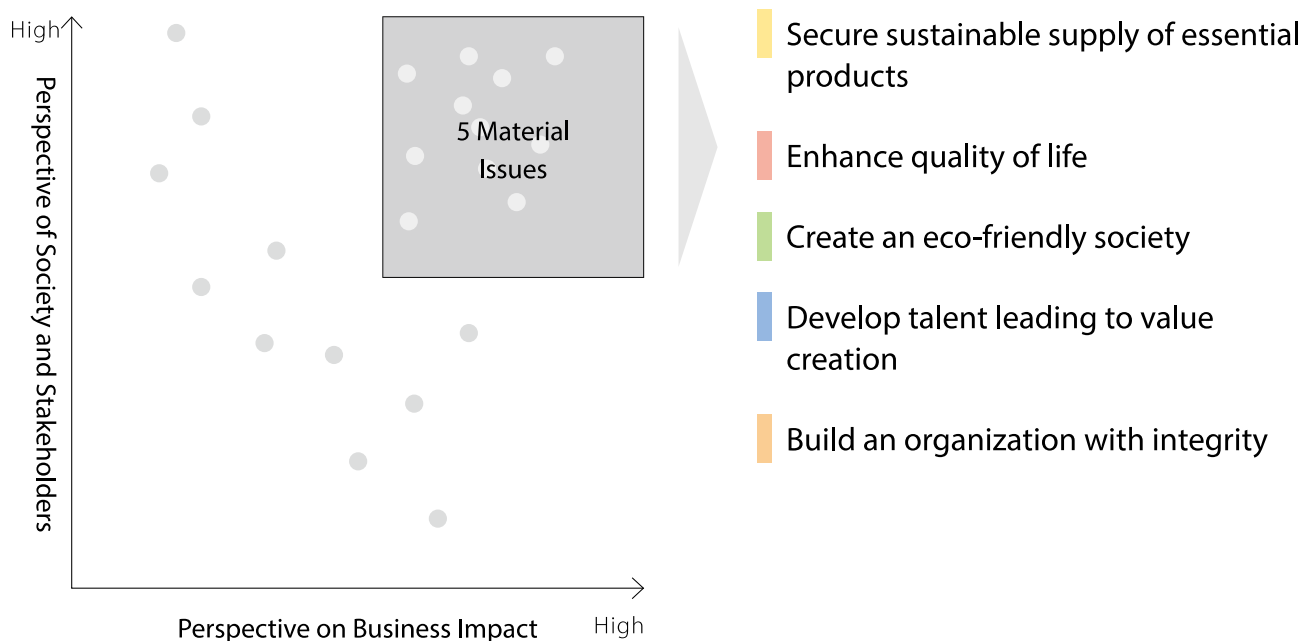 High
Perspective of Society and Stakeholders
5 Material
Issues
Perspective on Business Impact
High
Secure sustainable supply of essential
products
Enhance quality of life
Create an eco-friendly society
Develop talent leading to value
creation
Build an organization with integrity